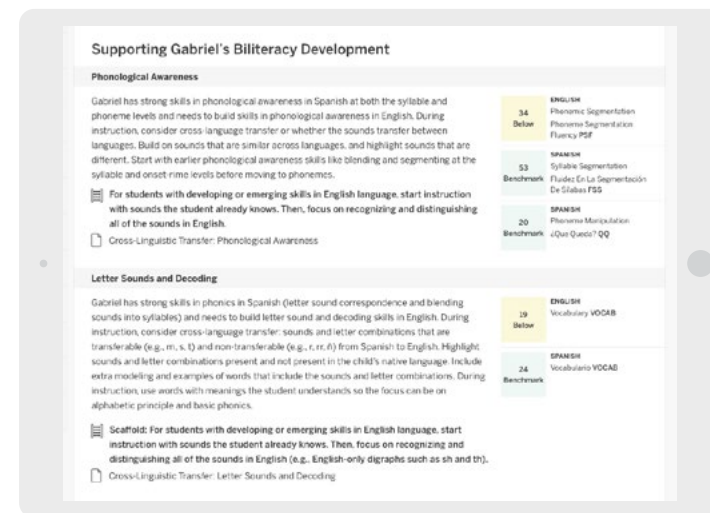 Supporting Gabriel's Biliteracy Development
Phonological Awareness
Gabriel has strong skills in phonological awareness in Spanish at both the syllable and
phoneme levels and needs to build skills in phonological awareness in English. During
instruction, consider cross-language transfer or whether the sounds transfer between
languages. Build on sounds that are similar across languages, and highlight sounds that are
different. Start with earlier phonological awareness skills like blending and segmenting at the
syllable and onset-rime levels before moving to phonemes.
For students with developing or emerging skills in English language, start instruction
with sounds the student already knows. Then, focus on recognizing and distinguishing
all of the sounds in English.
Cross-Linguistic Transfer: Phonological Awareness
34
Below
ENGLISH
Phonemic Segmentation
Phoneme Segmentation
Fluency PSF
53
Benchmark
SPANISH
Syllable Segmentation
Fluidez En La Segmentación
De Sílabas FSS
20
Benchmark
SPANISH
Phoneme Manipulation
¿Que Queda? QQ
Letter Sounds and Decoding
Gabriel has strong skills in phonics in Spanish (letter sound correspondence and blending
sounds into syllables) and needs to build letter sound and decoding skills in English. During
instruction, consider cross-language transfer: sounds and letter combinations that are
transferable (e.g., m, s, t) and non-transferable (e.g., r, rr, ñ) from Spanish to English. Highlight
sounds and letter combinations present and not present in the child's native language. Include
extra modeling and examples of words that include the sounds and letter combinations. During
instruction, use words with meanings the student understands so the focus can be on
alphabetic principle and basic phonics.
Scaffold: For students with developing or emerging skills in English language, start
instruction with sounds the student already knows. Then, focus on recognizing and
distinguishing all of the sounds in English (e.g., English-only digraphs such as sh and th).
Cross-Linguistic Transfer: Letter Sounds and Decoding
19
Below
ENGLISH
Vocabulary VOCAB
24
Benchmark
SPANISH
Vocabulario VOCAB